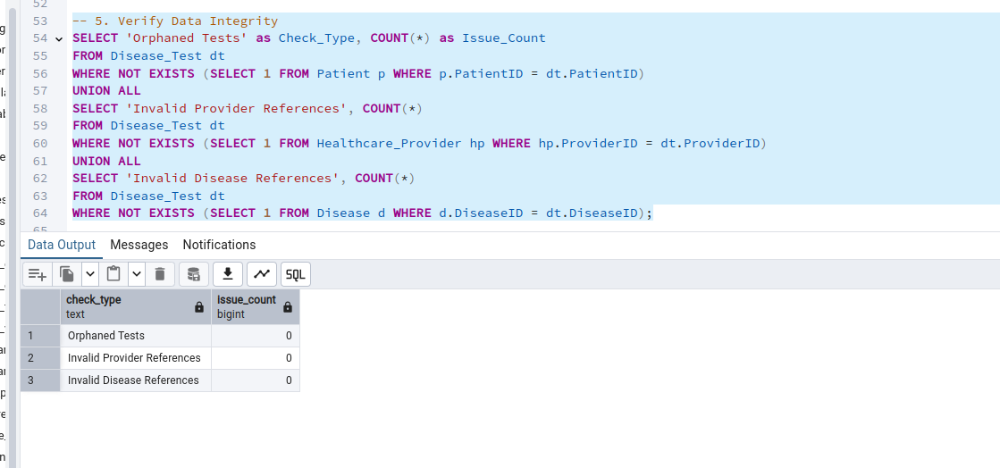 52
53 -- 5. Verify Data Integrity
54 SELECT 'Orphaned Tests' as Check_Type, COUNT(*) as Issue_Count
55 FROM Disease_Test dt
56 WHERE NOT EXISTS (SELECT 1 FROM Patient p WHERE p.PatientID = dt.PatientID)
57 UNION ALL
58 SELECT 'Invalid Provider References', COUNT(*)
59 FROM Disease_Test dt
60 WHERE NOT EXISTS (SELECT 1 FROM Healthcare_Provider hp WHERE hp.ProviderID = dt.ProviderID)
61 UNION ALL
62 SELECT 'Invalid Disease References', COUNT(*)
63 FROM Disease_Test dt
64 WHERE NOT EXISTS (SELECT 1 FROM Disease d WHERE d.DiseaseID = dt.DiseaseID);
65
Data Output Messages Notifications
SQL
check_type issue_count
text bigint
1 Orphaned Tests 0
2 Invalid Provider References 0
3 Invalid Disease References 0